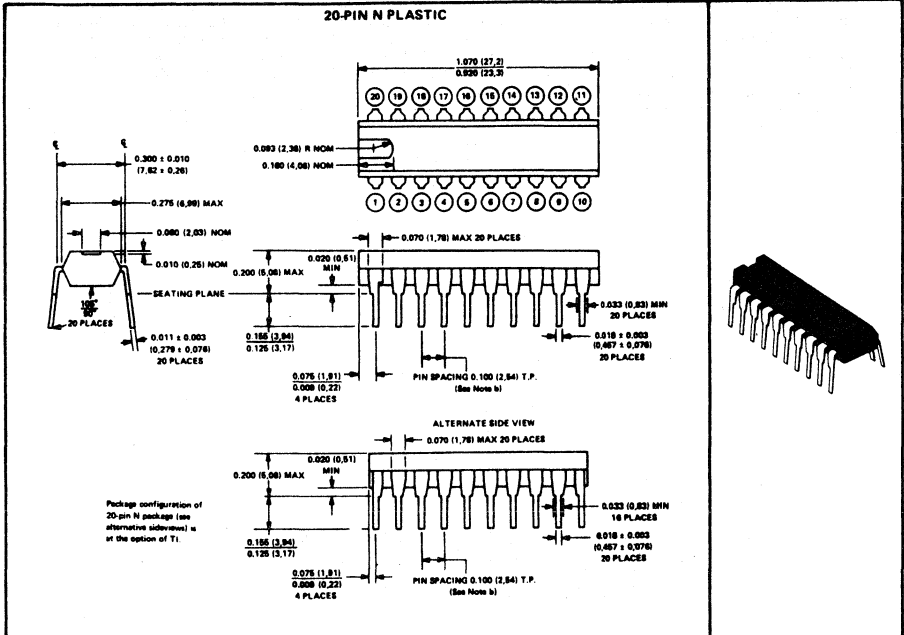 20-PIN N PLASTIC
1.070 (27,2)
0.920 (23,3)
20 19 18 17 16 15 14 13 12 11
0.093 (2,36) R NOM
0.160 (4,06) NOM
1 2 3 4 5 6 7 8 9 10
℄ ℄
0.300 ± 0.010
(7,62 ± 0,26)
0.275 (6,99) MAX
0.080 (2,03) NOM
0.010 (0,25) NOM
105°
90°
20 PLACES
0.011 ± 0.003
(0,279 ± 0,076)
20 PLACES
0.070 (1,78) MAX 20 PLACES
0.020 (0,51)
MIN
0.200 (5,08) MAX
SEATING PLANE
0.155 (3,94)
0.125 (3,17)
0.033 (0,83) MIN
20 PLACES
0.018 ± 0.003
(0,457 ± 0,076)
20 PLACES
0.075 (1,91)
0.009 (0,22)
4 PLACES
PIN SPACING 0.100 (2,54) T.P.
(See Note b)
ALTERNATE SIDE VIEW
0.070 (1,78) MAX 20 PLACES
0.020 (0,51)
MIN
0.200 (5,08) MAX
0.033 (0,83) MIN
16 PLACES
Package configuration of
20-pin N package (see
alternative sideviews) is
at the option of TI.
0.155 (3,94)
0.125 (3,17)
0.018 ± 0.003
(0,457 ± 0,076)
20 PLACES
0.075 (1,91)
0.009 (0,22)
4 PLACES
PIN SPACING 0.100 (2,54) T.P.
(See Note b)